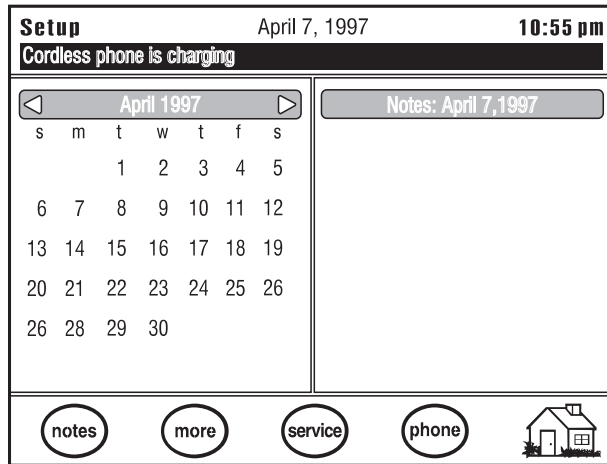 Setup April 7, 1997 10:55 pm
Cordless phone is charging
April 1997
s m t w t f s
1 2 3 4 5
6 7 8 9 10 11 12
13 14 15 16 17 18 19
20 21 22 23 24 25 26
26 28 29 30
Notes: April 7,1997
notes more service phone